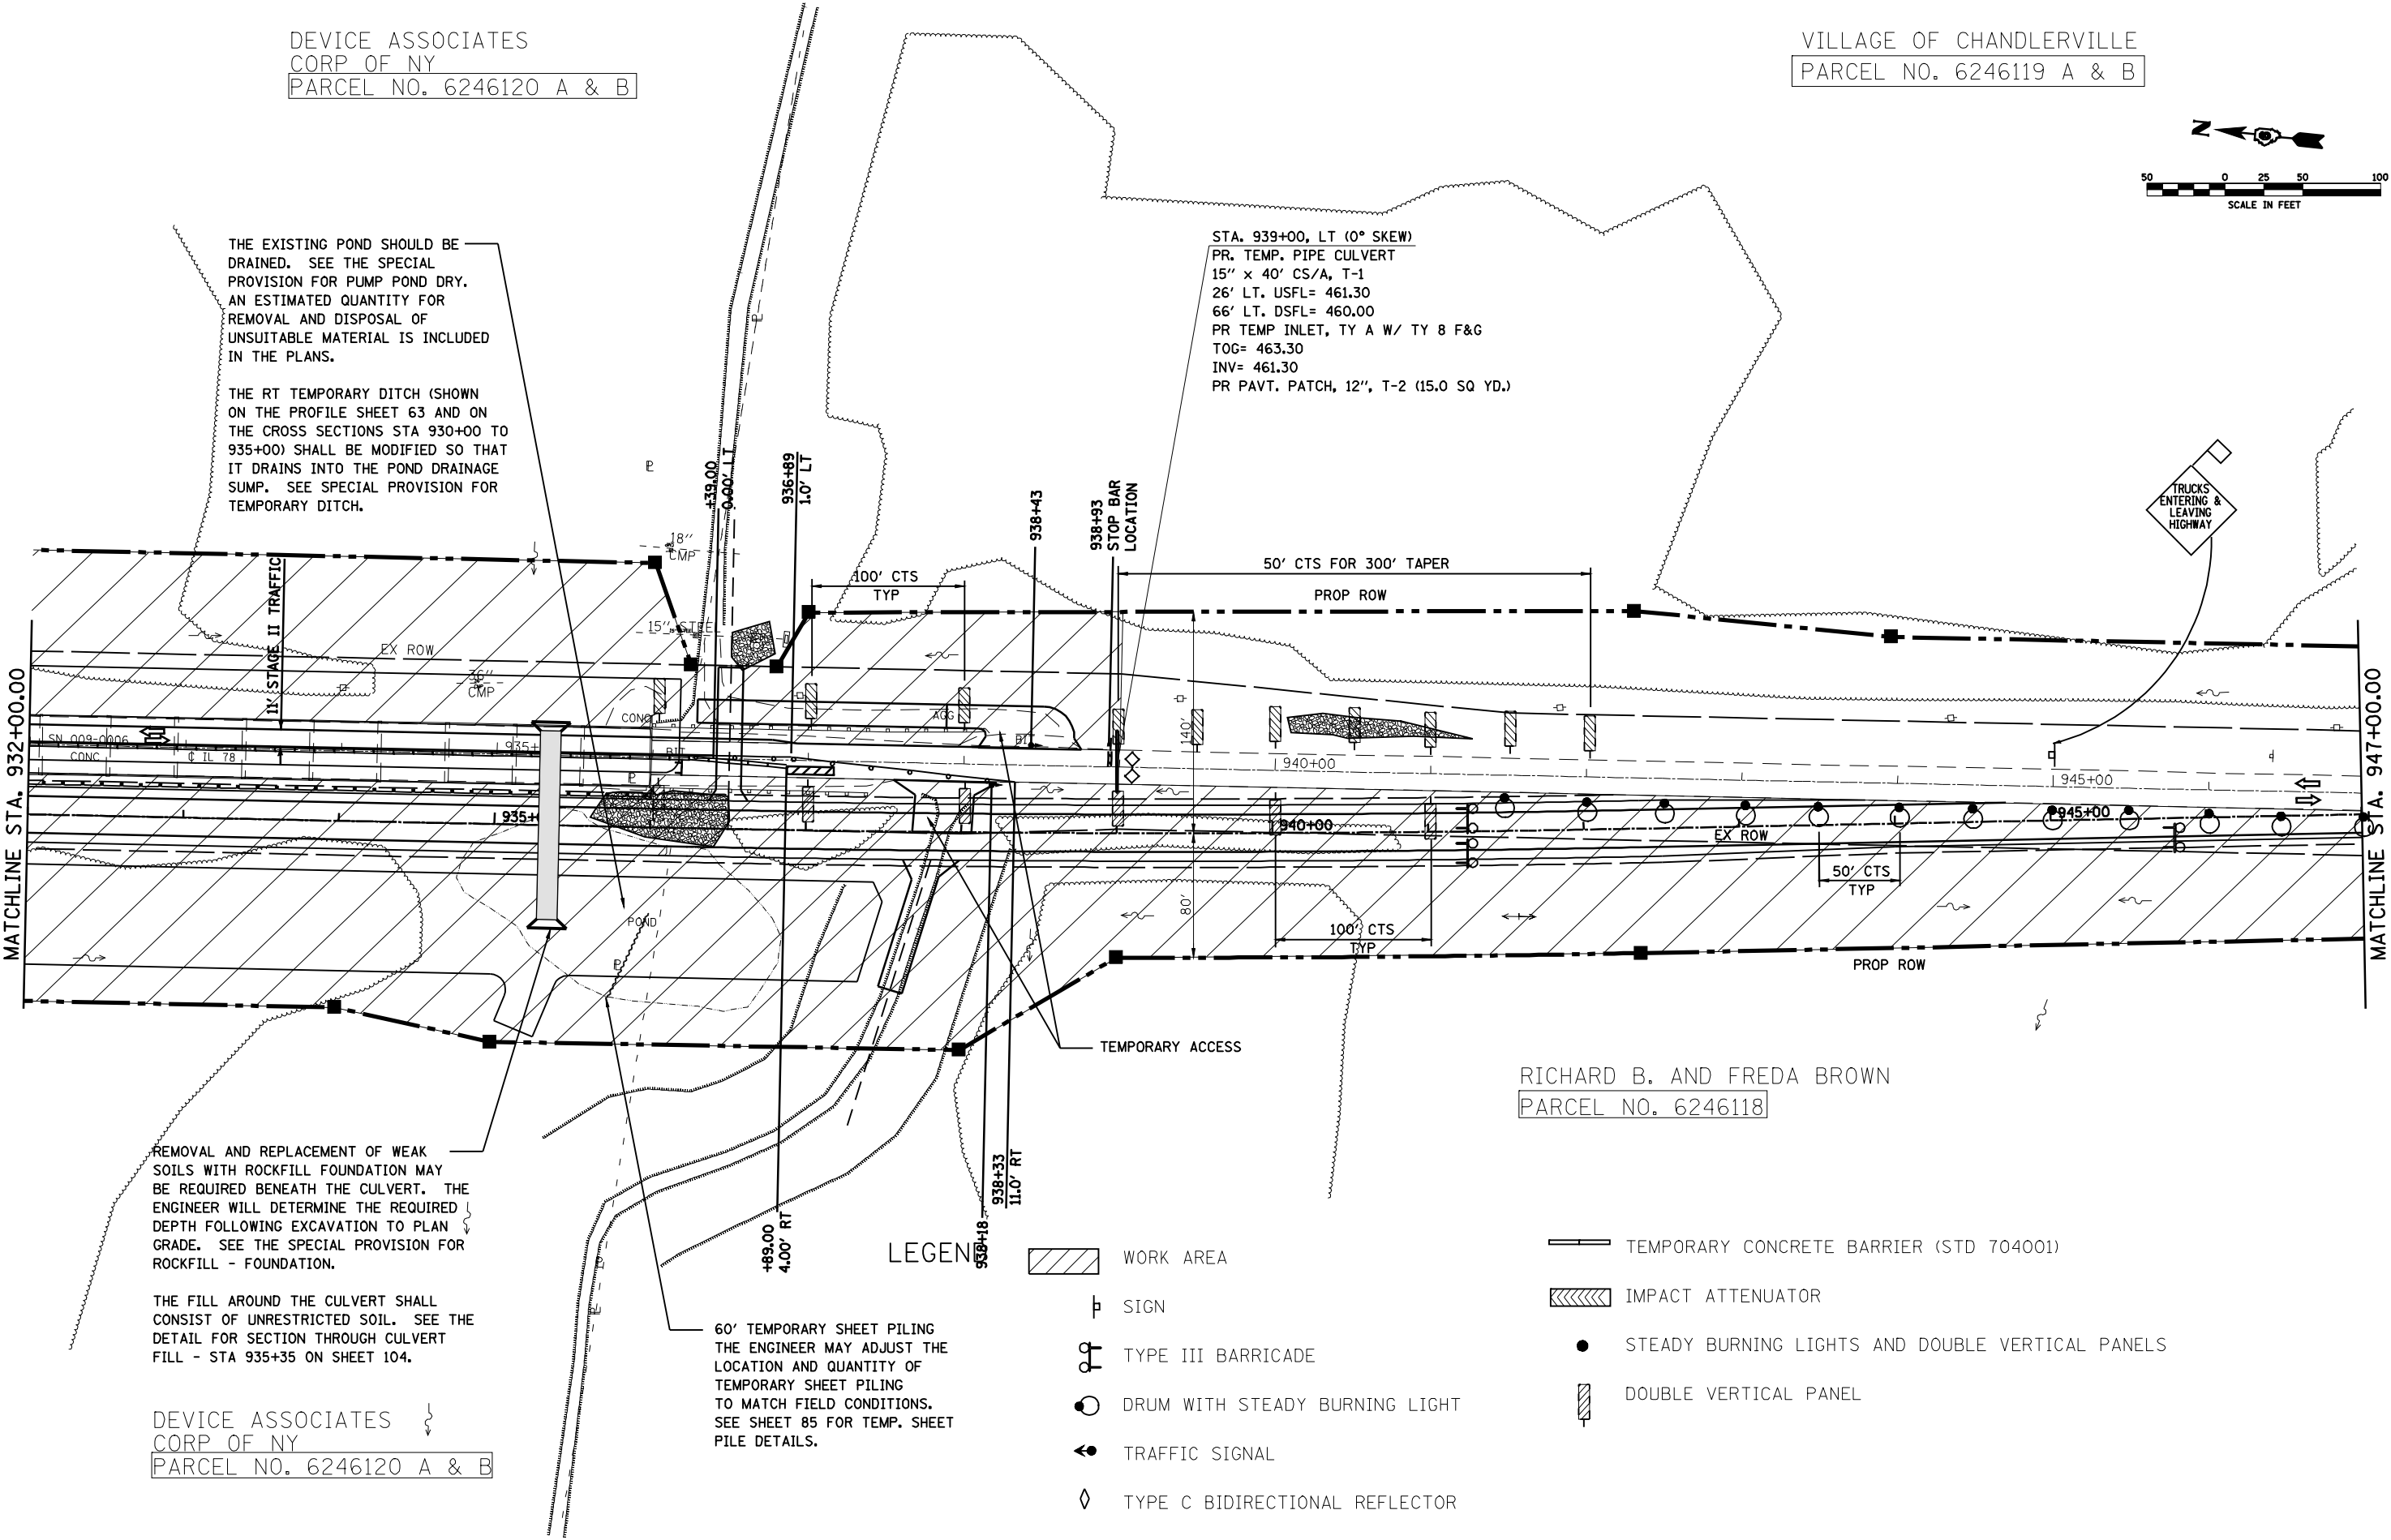 DEVICE ASSOCIATES
CORP OF NY
PARCEL NO. 6246120 A & B
VILLAGE OF CHANDLERVILLE
PARCEL NO. 6246119 A & B
N
50 0 25 50 100
SCALE IN FEET
THE EXISTING POND SHOULD BE
DRAINED. SEE THE SPECIAL
PROVISION FOR PUMP POND DRY.
AN ESTIMATED QUANTITY FOR
REMOVAL AND DISPOSAL OF
UNSUITABLE MATERIAL IS INCLUDED
IN THE PLANS.
THE RT TEMPORARY DITCH (SHOWN
ON THE PROFILE SHEET 63 AND ON
THE CROSS SECTIONS STA 930+00 TO
935+00) SHALL BE MODIFIED SO THAT
IT DRAINS INTO THE POND DRAINAGE
SUMP. SEE SPECIAL PROVISION FOR
TEMPORARY DITCH.
STA. 939+00, LT (0° SKEW)
PR. TEMP. PIPE CULVERT
15" x 40' CS/A, T-1
26' LT. USFL= 461.30
66' LT. DSFL= 460.00
PR TEMP INLET, TY A W/ TY 8 F&G
TOG= 463.30
INV= 461.30
PR PAVT. PATCH, 12", T-2 (15.0 SQ YD.)
+39.00
0.00' LT
936+89
1.0' LT
938+43
938+93
STOP BAR
LOCATION
TRUCKS
ENTERING &
LEAVING
HIGHWAY
18"
CMP
100' CTS
TYP
50' CTS FOR 300' TAPER
PROP ROW
11' STAGE II TRAFFIC
15" STEEL
EX ROW
36"
CMP
MATCHLINE STA. 932+00.00
MATCHLINE STA. 947+00.00
CONC
AGG
BIT
140'
SN 009-0006
CONC
C IL 78
935+
BIT
940+00
945+00
935+
940+00
945+00
EX ROW
50' CTS
TYP
80'
POND
100' CTS
TYP
PROP ROW
TEMPORARY ACCESS
RICHARD B. AND FREDA BROWN
PARCEL NO. 6246118
REMOVAL AND REPLACEMENT OF WEAK
SOILS WITH ROCKFILL FOUNDATION MAY
BE REQUIRED BENEATH THE CULVERT. THE
ENGINEER WILL DETERMINE THE REQUIRED
DEPTH FOLLOWING EXCAVATION TO PLAN
GRADE. SEE THE SPECIAL PROVISION FOR
ROCKFILL - FOUNDATION.
THE FILL AROUND THE CULVERT SHALL
CONSIST OF UNRESTRICTED SOIL. SEE THE
DETAIL FOR SECTION THROUGH CULVERT
FILL - STA 935+35 ON SHEET 104.
+89.00
4.00' RT
938+18
938+33
11.0' RT
60' TEMPORARY SHEET PILING
THE ENGINEER MAY ADJUST THE
LOCATION AND QUANTITY OF
TEMPORARY SHEET PILING
TO MATCH FIELD CONDITIONS.
SEE SHEET 85 FOR TEMP. SHEET
PILE DETAILS.
DEVICE ASSOCIATES
CORP OF NY
PARCEL NO. 6246120 A & B
LEGEND
WORK AREA
SIGN
TYPE III BARRICADE
DRUM WITH STEADY BURNING LIGHT
TRAFFIC SIGNAL
TYPE C BIDIRECTIONAL REFLECTOR
TEMPORARY CONCRETE BARRIER (STD 704001)
IMPACT ATTENUATOR
STEADY BURNING LIGHTS AND DOUBLE VERTICAL PANELS
DOUBLE VERTICAL PANEL